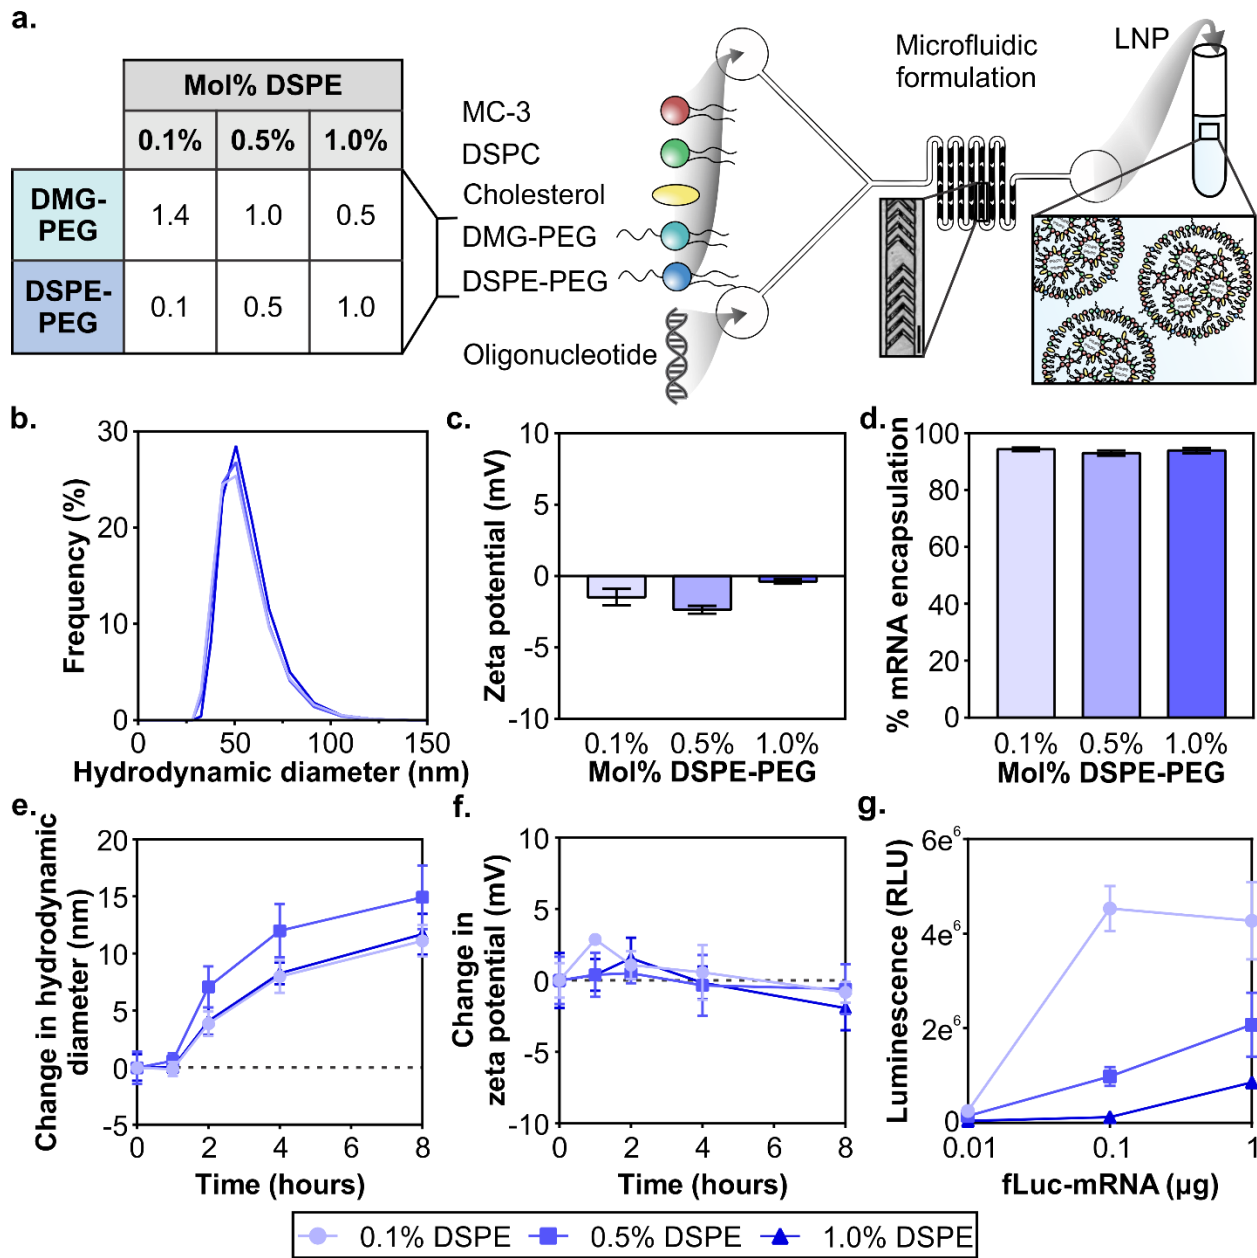 a.
Mol% DSPE
0.1% 0.5% 1.0%
DMG-
PEG
1.4 1.0 0.5
DSPE-
PEG
0.1 0.5 1.0
MC-3
DSPC
Cholesterol
DMG-PEG
DSPE-PEG
Oligonucleotide
Microfluidic
formulation
LNP
b.
Frequency (%)
30
20
10
0
0 50 100 150
Hydrodynamic diameter (nm)
c.
Zeta potential (mV)
10
5
0
-5
-10
0.1% 0.5% 1.0%
Mol% DSPE-PEG
d.
% mRNA encapsulation
100
80
60
40
20
0
0.1% 0.5% 1.0%
Mol% DSPE-PEG
e.
Change in hydrodynamic
diameter (nm)
20
15
10
5
0
-5
0 2 4 6 8
Time (hours)
f.
Change in
zeta potential (mV)
10
5
0
-5
-10
0 2 4 6 8
Time (hours)
g.
Luminescence (RLU)
6e⁶
4e⁶
2e⁶
0
0.01 0.1 1
fLuc-mRNA (µg)
0.1% DSPE 0.5% DSPE 1.0% DSPE